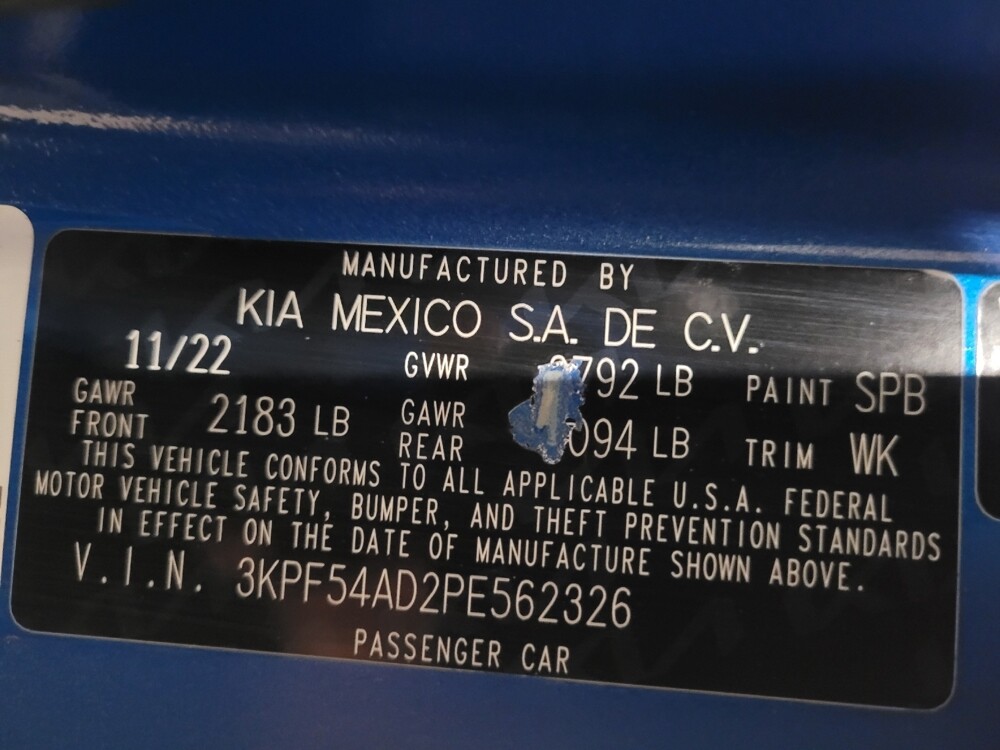 MANUFACTURED BY
KIA MEXICO S.A. DE C.V.
11/22 GVWR LB PAINT SPB
GAWR FRONT 2183 LB GAWR REAR LB TRIM WK
THIS VEHICLE CONFORMS TO ALL APPLICABLE U.S.A. FEDERAL
MOTOR VEHICLE SAFETY, BUMPER, AND THEFT PREVENTION STANDARDS
IN EFFECT ON THE DATE OF MANUFACTURE SHOWN ABOVE.
V.I.N. 3KPF54AD2PE562326
PASSENGER CAR